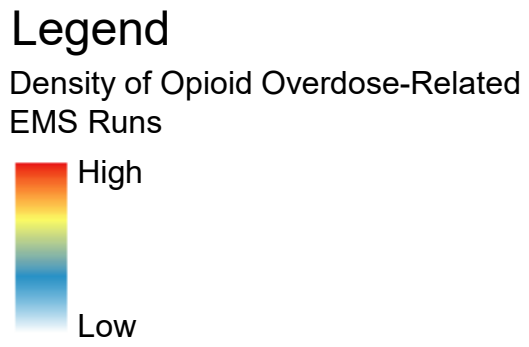 Legend
Density of Opioid Overdose-Related
EMS Runs
High
Low